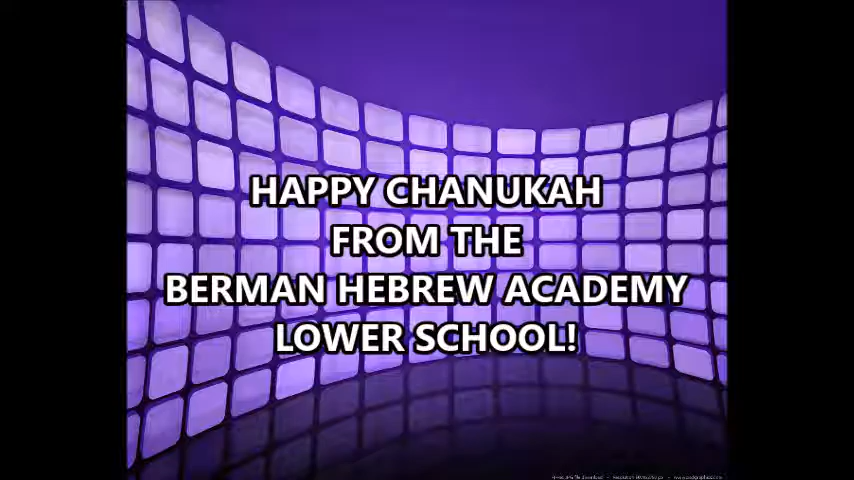 HAPPY CHANUKAH
FROM THE
BERMAN HEBREW ACADEMY
LOWER SCHOOL!